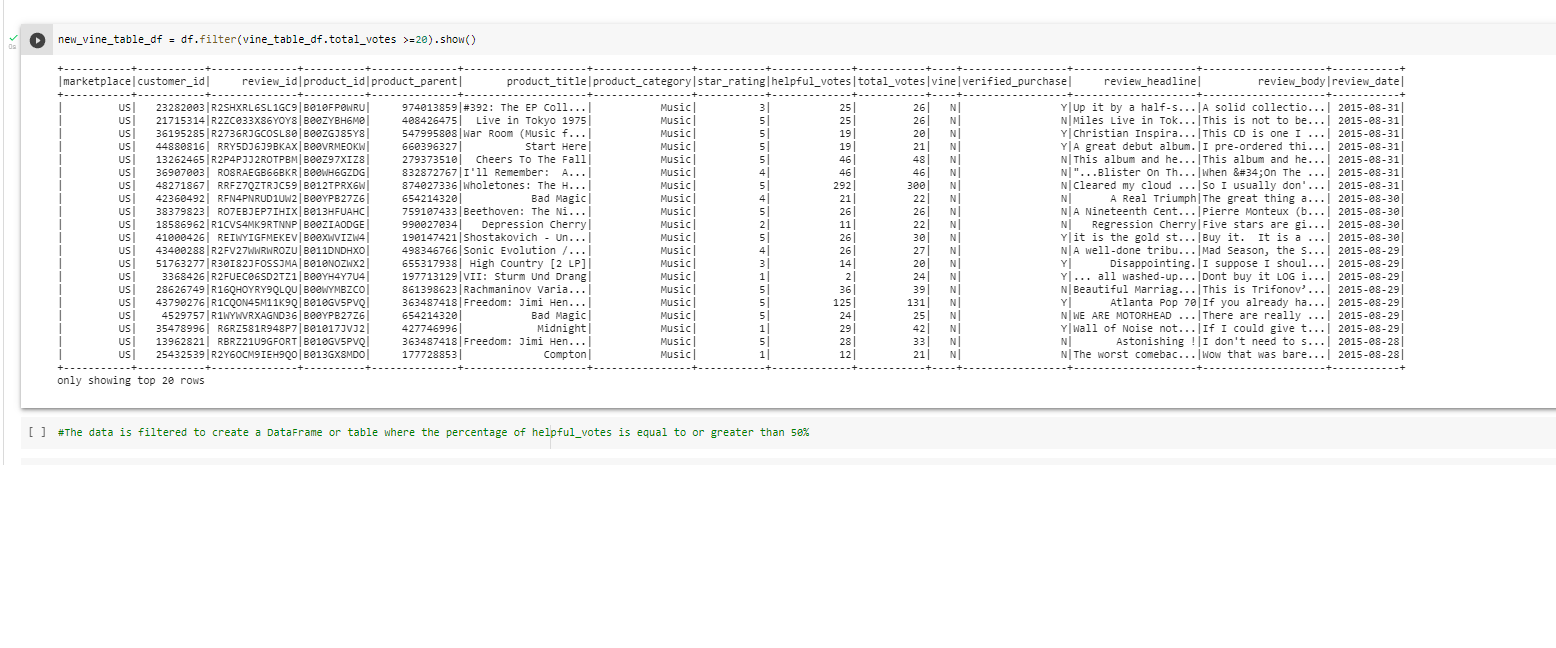 new_vine_table_df = df.filter(vine_table_df.total_votes >=20).show()
0s
+-----------+-----------+--------------+----------+--------------+--------------------+----------------+-----------+-------------+-----------+----+-----------------+--------------------+--------------------+-----------+
|marketplace|customer_id|     review_id|product_id|product_parent|       product_title|product_category|star_rating|helpful_votes|total_votes|vine|verified_purchase|     review_headline|         review_body|review_date|
+-----------+-----------+--------------+----------+--------------+--------------------+----------------+-----------+-------------+-----------+----+-----------------+--------------------+--------------------+-----------+
|         US|   23282003|R2SHXRL6SL1GC9|B010FP0WRU|     974013859|#392: The EP Coll...|           Music|          3|           25|         26|   N|                Y|Up it by a half-s...|A solid collectio...| 2015-08-31|
|         US|   21715314|R2ZC033X86YOY8|B00ZYBH6M0|     408426475|  Live in Tokyo 1975|           Music|          5|           25|         26|   N|                N|Miles Live in Tok...|This is not to be...| 2015-08-31|
|         US|   36195285|R2736RJGCOSL80|B00ZGJ85Y8|     547995808|War Room (Music f...|           Music|          5|           19|         20|   N|                Y|Christian Inspira...|This CD is one I ...| 2015-08-31|
|         US|   44880816| RRY5DJ6J9BKAX|B00VRMEOKW|     660396327|          Start Here|           Music|          5|           19|         21|   N|                Y|A great debut album.|I pre-ordered thi...| 2015-08-31|
|         US|   13262465|R2P4PJJ2ROTPBM|B00Z97XIZ8|     279373510|  Cheers To The Fall|           Music|          5|           46|         48|   N|                N|This album and he...|This album and he...| 2015-08-31|
|         US|   36907003| RO8RAEGB66BKR|B00WH6GZDG|     832872767|I'll Remember:  A...|           Music|          4|           46|         46|   N|                N|"...Blister On Th...|When &#34;On The ...| 2015-08-31|
|         US|   48271867| RRFZ7QZTRJC59|B012TPRX6W|     874027336|Wholetones: The H...|           Music|          5|          292|        300|   N|                N|Cleared my cloud ...|So I usually don'...| 2015-08-31|
|         US|   42360492| RFN4PNRUD1UW2|B00YPB27Z6|     654214320|           Bad Magic|           Music|          4|           21|         22|   N|                N|      A Real Triumph|The great thing a...| 2015-08-30|
|         US|   38379823| RO7EBJEP7IHIX|B013HFUAHC|     759107433|Beethoven: The Ni...|           Music|          5|           26|         26|   N|                N|A Nineteenth Cent...|Pierre Monteux (b...| 2015-08-30|
|         US|   18586962|R1CVS4MK9RTNNP|B00ZIAODGE|     990027034|   Depression Cherry|           Music|          2|           11|         22|   N|                N|   Regression Cherry|Five stars are gi...| 2015-08-30|
|         US|   41000426| REIWYIGFMEKEV|B00XWVIZW4|     190147421|Shostakovich - Un...|           Music|          5|           26|         30|   N|                Y|it is the gold st...|Buy it.  It is a ...| 2015-08-30|
|         US|   43400288|R2FV27WWRWROZU|B011DNDHXO|     498346766|Sonic Evolution /...|           Music|          4|           26|         27|   N|                N|A well-done tribu...|Mad Season, the S...| 2015-08-29|
|         US|   51763277|R30I82JFOSSJMA|B010NOZWX2|     655317938| High Country [2 LP]|           Music|          3|           14|         20|   N|                Y|      Disappointing.|I suppose I shoul...| 2015-08-29|
|         US|    3368426|R2FUEC06SD2TZ1|B00YH4Y7U4|     197713129|VII: Sturm Und Drang|           Music|          1|            2|         24|   N|                Y|... all washed-up...|Dont buy it LOG i...| 2015-08-29|
|         US|   28626749|R16QHOYRY9QLQU|B00WYMBZCO|     861398623|Rachmaninov Varia...|           Music|          5|           36|         39|   N|                N|Beautiful Marriag...|This is Trifonov’...| 2015-08-29|
|         US|   43790276|R1CQON45M11K9Q|B010GV5PVQ|     363487418|Freedom: Jimi Hen...|           Music|          5|          125|        131|   N|                Y|      Atlanta Pop 70|If you already ha...| 2015-08-29|
|         US|    4529757|R1WYWVRXAGND36|B00YPB27Z6|     654214320|           Bad Magic|           Music|          5|           24|         25|   N|                N|WE ARE MOTORHEAD ...|There are really ...| 2015-08-29|
|         US|   35478996| R6RZ581R948P7|B01017JVJ2|     427746996|            Midnight|           Music|          1|           29|         42|   N|                Y|Wall of Noise not...|If I could give t...| 2015-08-29|
|         US|   13962821| RBRZ21U9GFORT|B010GV5PVQ|     363487418|Freedom: Jimi Hen...|           Music|          5|           28|         33|   N|                N|       Astonishing !|I don't need to s...| 2015-08-28|
|         US|   25432539|R2Y6OCM9IEH9QO|B013GX8MDO|     177728853|             Compton|           Music|          1|           12|         21|   N|                N|The worst comebac...|Wow that was bare...| 2015-08-28|
+-----------+-----------+--------------+----------+--------------+--------------------+----------------+-----------+-------------+-----------+----+-----------------+--------------------+--------------------+-----------+
only showing top 20 rows
[ ] #The data is filtered to create a DataFrame or table where the percentage of helpful_votes is equal to or greater than 50%